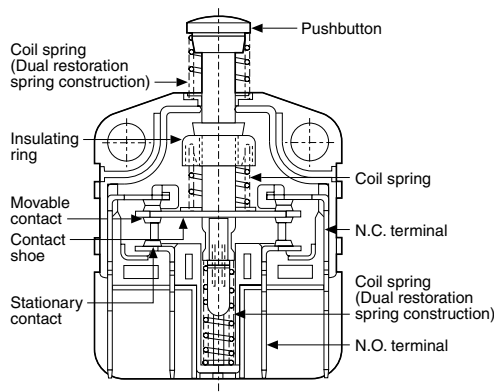 Pushbutton
Coil spring
(Dual restoration
spring construction)
Insulating
ring
Coil spring
Movable
contact
N.C. terminal
Contact
shoe
Stationary
contact
Coil spring
(Dual restoration
spring construction)
N.O. terminal